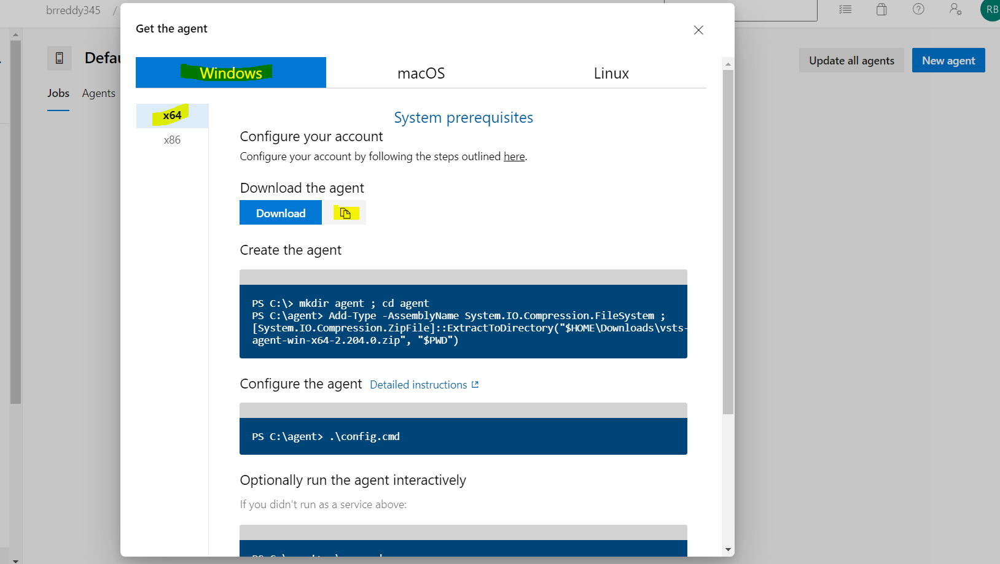 brreddy345 /
RB
Get the agent
Defau
Update all agents
New agent
Windows
macOS
Linux
Jobs
Agents
x64
x86
System prerequisites
Configure your account
Configure your account by following the steps outlined here.
Download the agent
Download
Create the agent
PS C:\> mkdir agent ; cd agent
PS C:\agent> Add-Type -AssemblyName System.IO.Compression.FileSystem ;
[System.IO.Compression.ZipFile]::ExtractToDirectory("$HOME\Downloads\vsts-
agent-win-x64-2.204.0.zip", "$PWD")
Configure the agent Detailed instructions
PS C:\agent> .\config.cmd
Optionally run the agent interactively
If you didn't run as a service above: